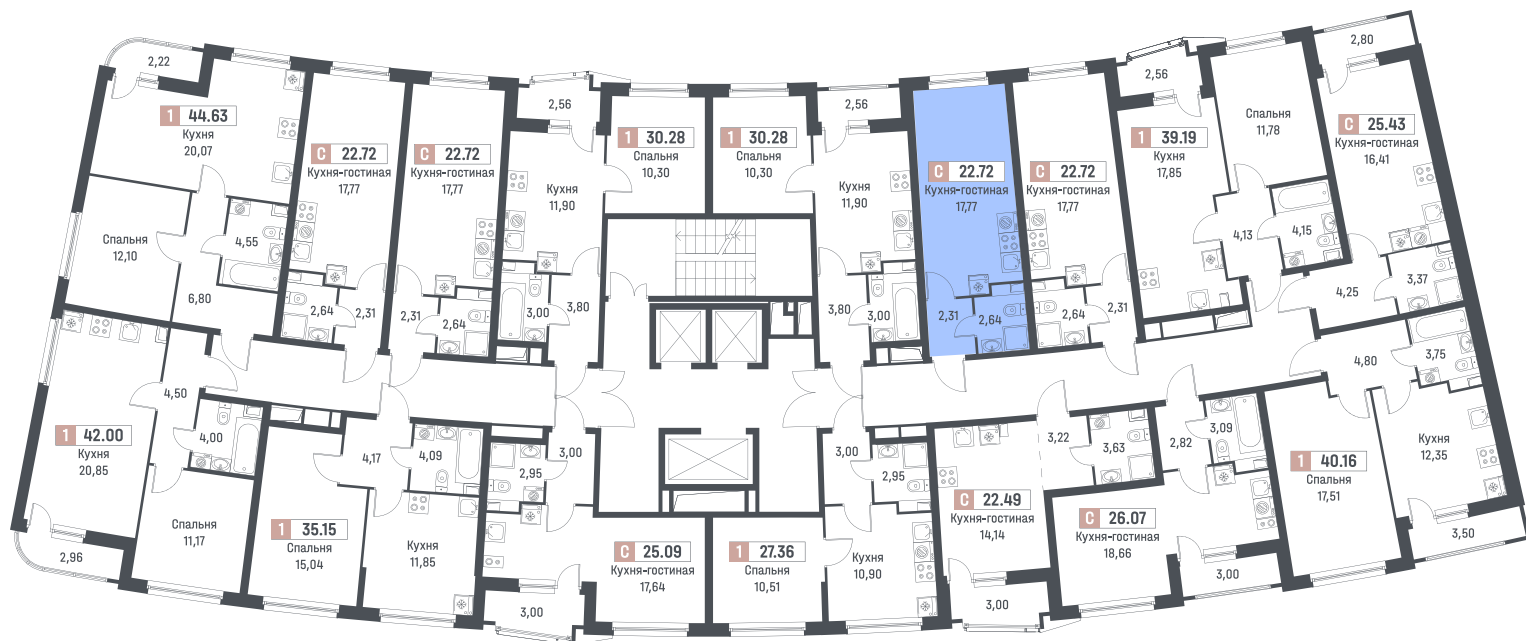 2,22
1 44.63
Кухня
20,07
С 22.72
Кухня-гостиная
17,77
С 22.72
Кухня-гостиная
17,77
2,56
Кухня
11,90
1 30.28
Спальня
10,30
1 30.28
Спальня
10,30
2,56
Кухня
11,90
С 22.72
Кухня-гостиная
17,77
С 22.72
Кухня-гостиная
17,77
2,56
1 39.19
Кухня
17,85
Спальня
11,78
2,80
С 25.43
Кухня-гостиная
16,41
Спальня
12,10
4,55
6,80
2,64
2,31
2,31
2,64
3,00
3,80
3,80
3,00
2,31
2,64
2,64
2,31
4,13
4,15
4,25
3,37
1 42.00
Кухня
20,85
4,50
4,00
2,96
Спальня
11,17
1 35.15
Спальня
15,04
4,17
4,09
Кухня
11,85
2,95
3,00
С 25.09
Кухня-гостиная
17,64
3,00
1 27.36
Спальня
10,51
3,00
2,95
Кухня
10,90
С 22.49
Кухня-гостиная
14,14
3,22
3,63
3,00
2,82
3,09
С 26.07
Кухня-гостиная
18,66
3,00
1 40.16
Спальня
17,51
4,80
3,75
Кухня
12,35
3,50